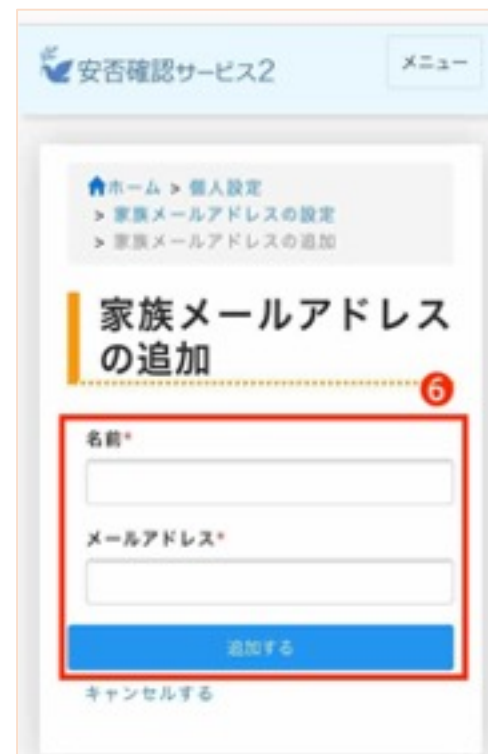 安否確認サービス2
メニュー
ホーム > 個人設定
> 家族メールアドレスの設定
> 家族メールアドレスの追加
家族メールアドレス
の追加
6
名前*
メールアドレス*
追加する
キャンセルする